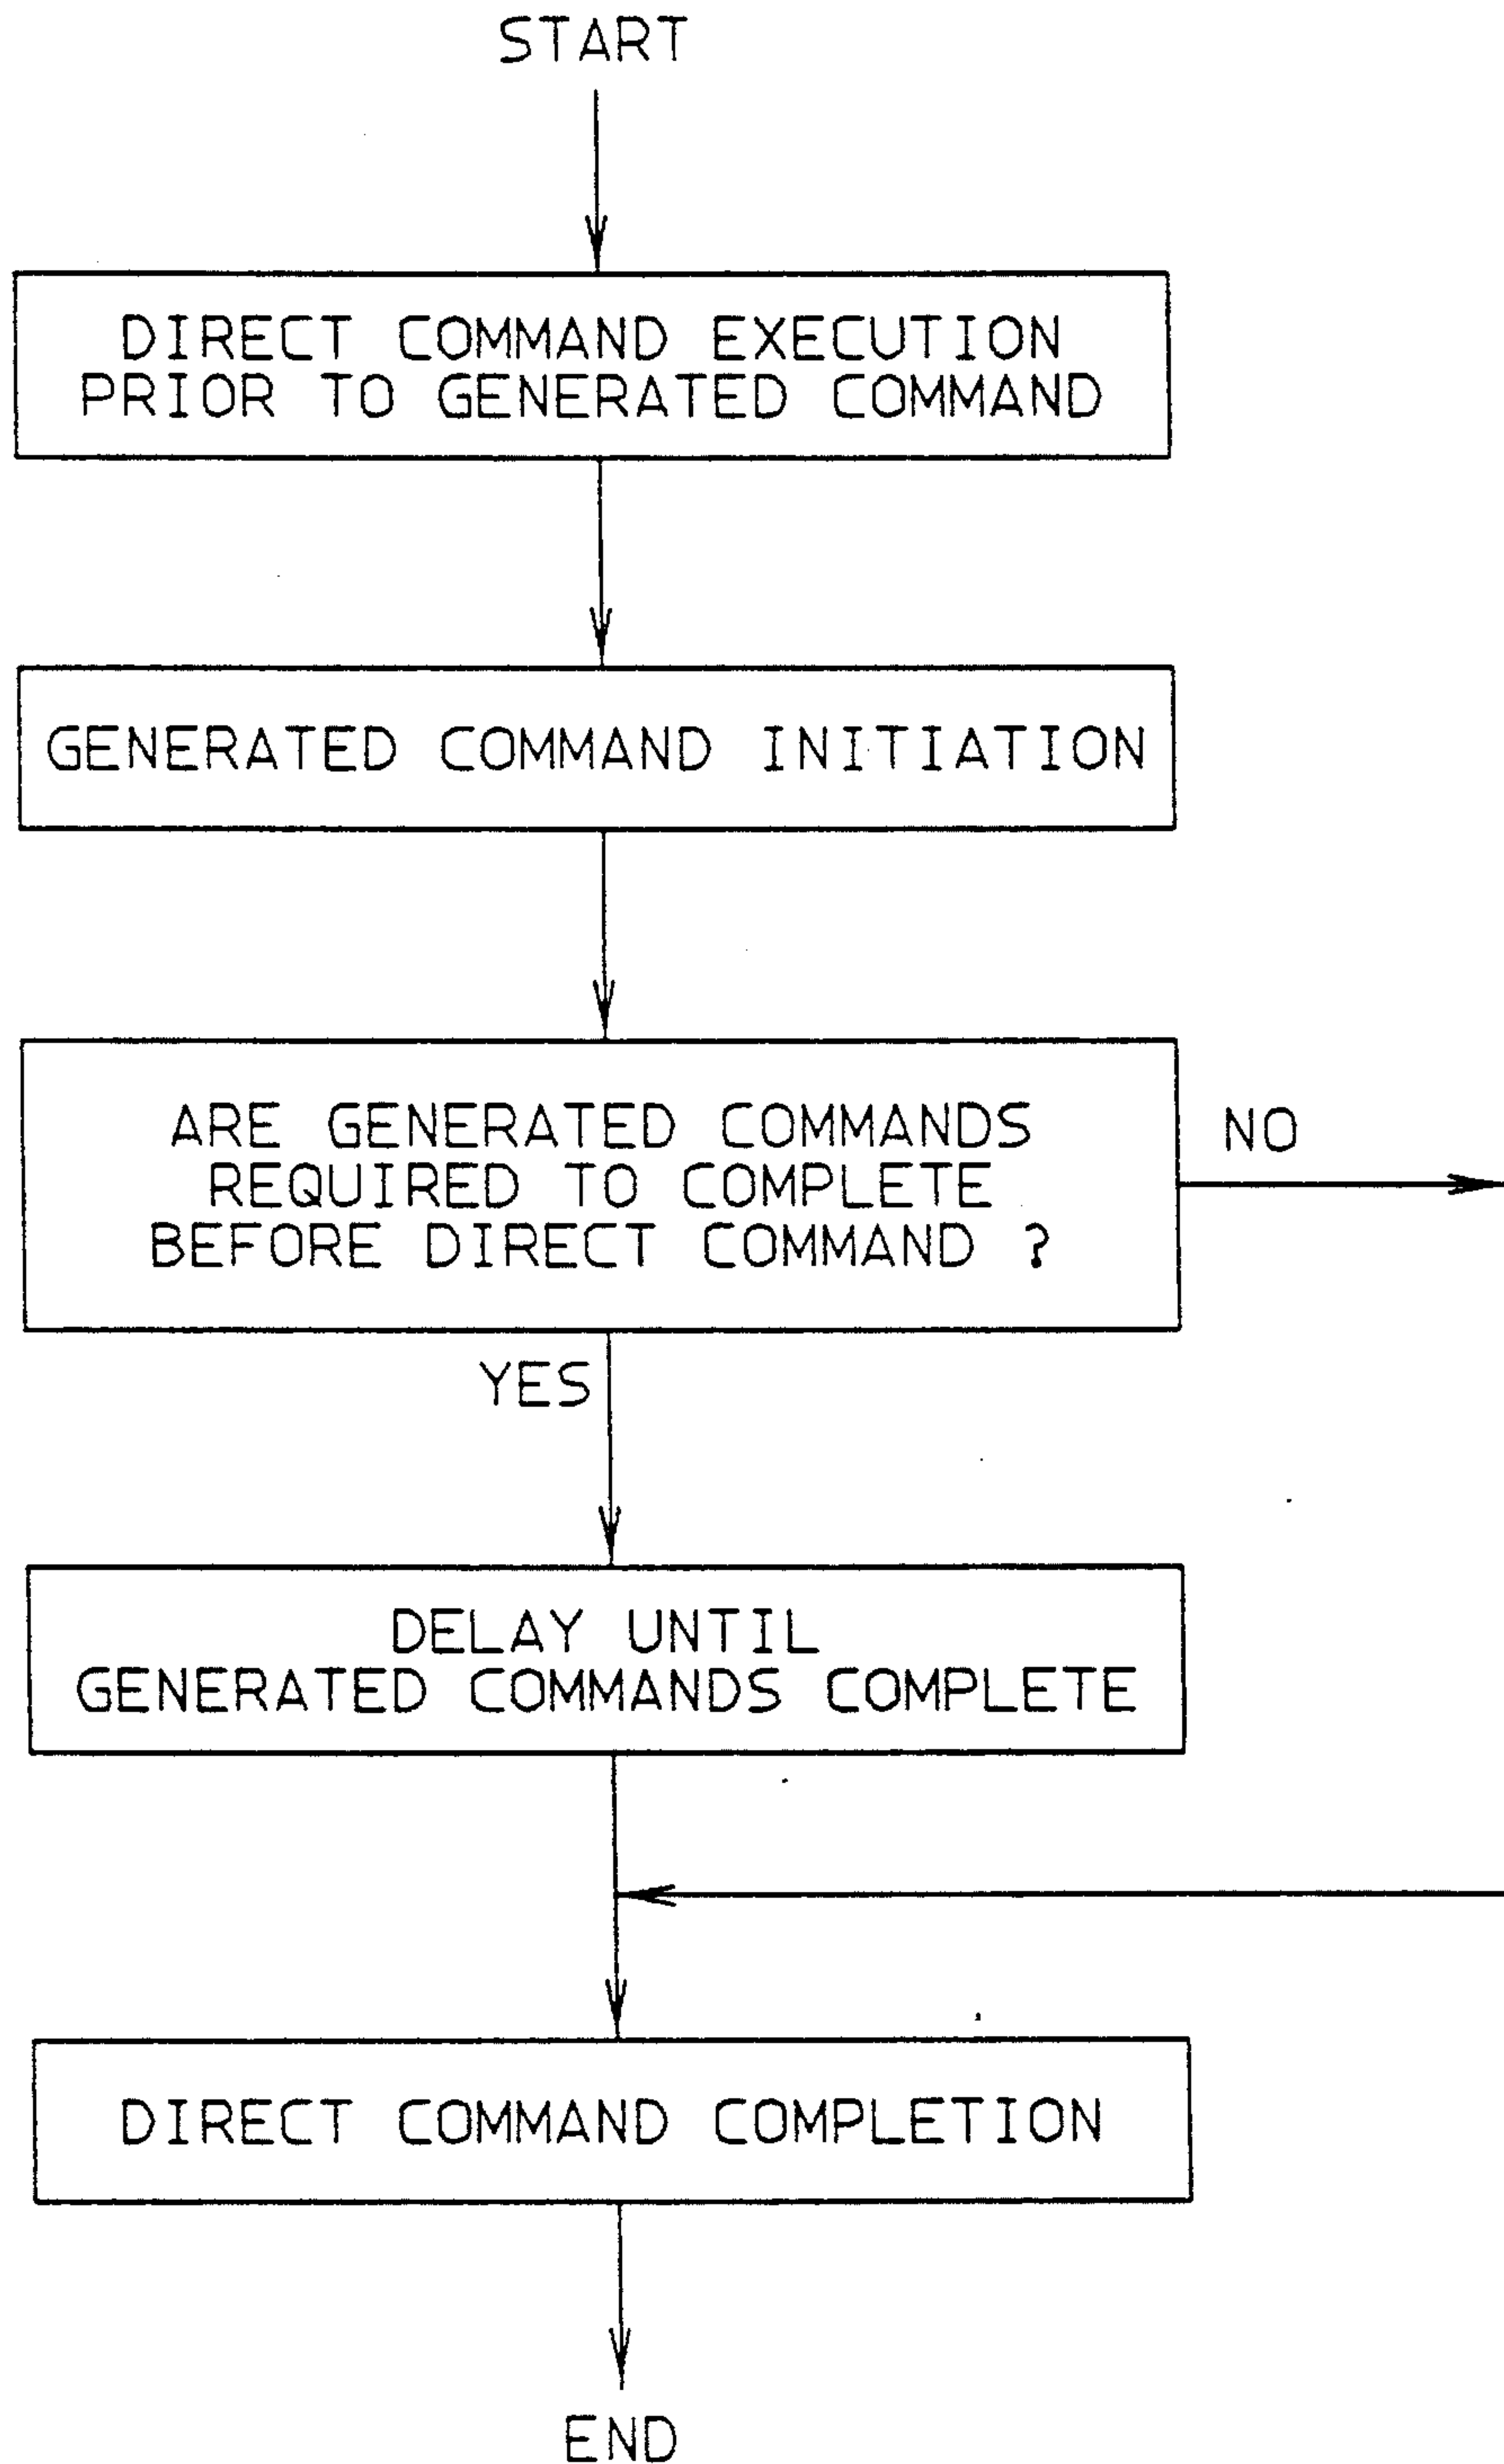 START
DIRECT COMMAND EXECUTION
PRIOR TO GENERATED COMMAND
GENERATED COMMAND INITIATION
ARE GENERATED COMMANDS
REQUIRED TO COMPLETE
BEFORE DIRECT COMMAND ?
NO
YES
DELAY UNTIL
GENERATED COMMANDS COMPLETE
DIRECT COMMAND COMPLETION
END